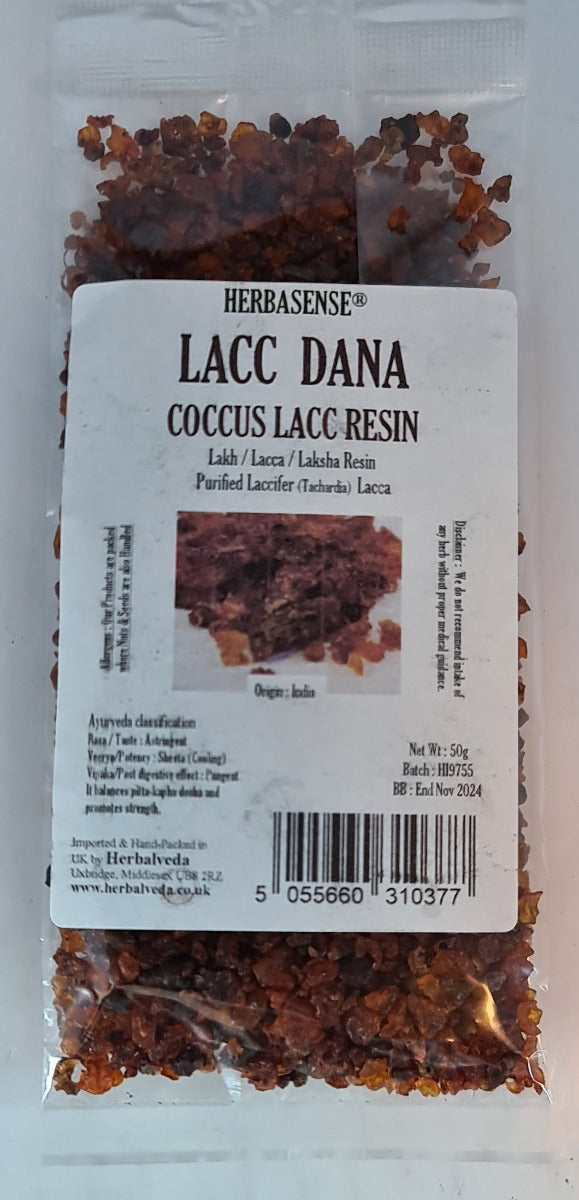 HERBASENSE®
LACC DANA
COCCUS LACC RESIN
Lakh / Lacca / Laksha Resin
Purified Laccifer (Tachardia) Lacca
Allergens : Our Products are packed
where Nuts & Seeds are also Handled
Disclaimer : We do not recommend intake of
any herb without proper medical guidance.
Origin : India
Ayurveda classification
Rasa / Taste : Astringent
Veerya/Potency : Sheeta (Cooling)
Vipaka/Post digestive effect : Pungent
It balances pitta-kapha dosha and
promotes strength.
Net Wt : 50g
Batch : HI9755
BB : End Nov 2024
Imported & Hand-Packed in
UK by Herbalveda
Uxbridge, Middlesex UB8 2RZ
www.herbalveda.co.uk
5 055660 310377